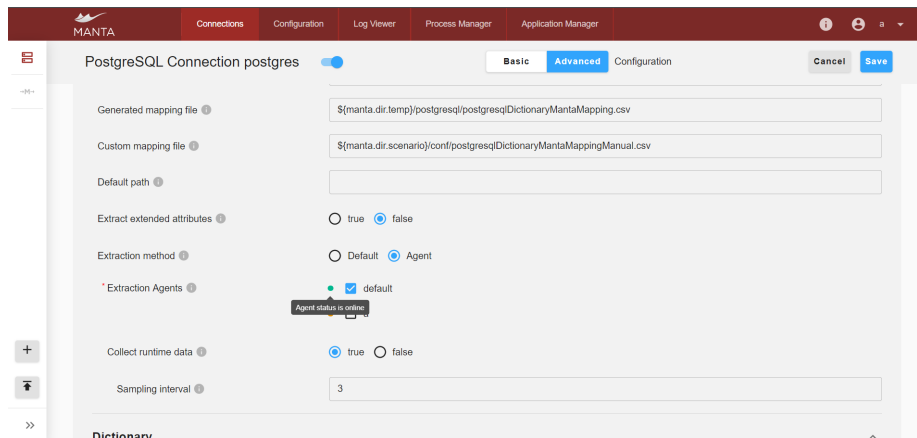 MANTA
Connections
Configuration
Log Viewer
Process Manager
Application Manager
a
PostgreSQL Connection postgres
Basic
Advanced
Configuration
Cancel
Save
Generated mapping file
${manta.dir.temp}/postgresql/postgresqlDictionaryMantaMapping.csv
Custom mapping file
${manta.dir.scenario}/conf/postgresqlDictionaryMantaMappingManual.csv
Default path
Extract extended attributes
true
false
Extraction method
Default
Agent
* Extraction Agents
default
Agent status is online
Collect runtime data
true
false
Sampling interval
3
Dictionary